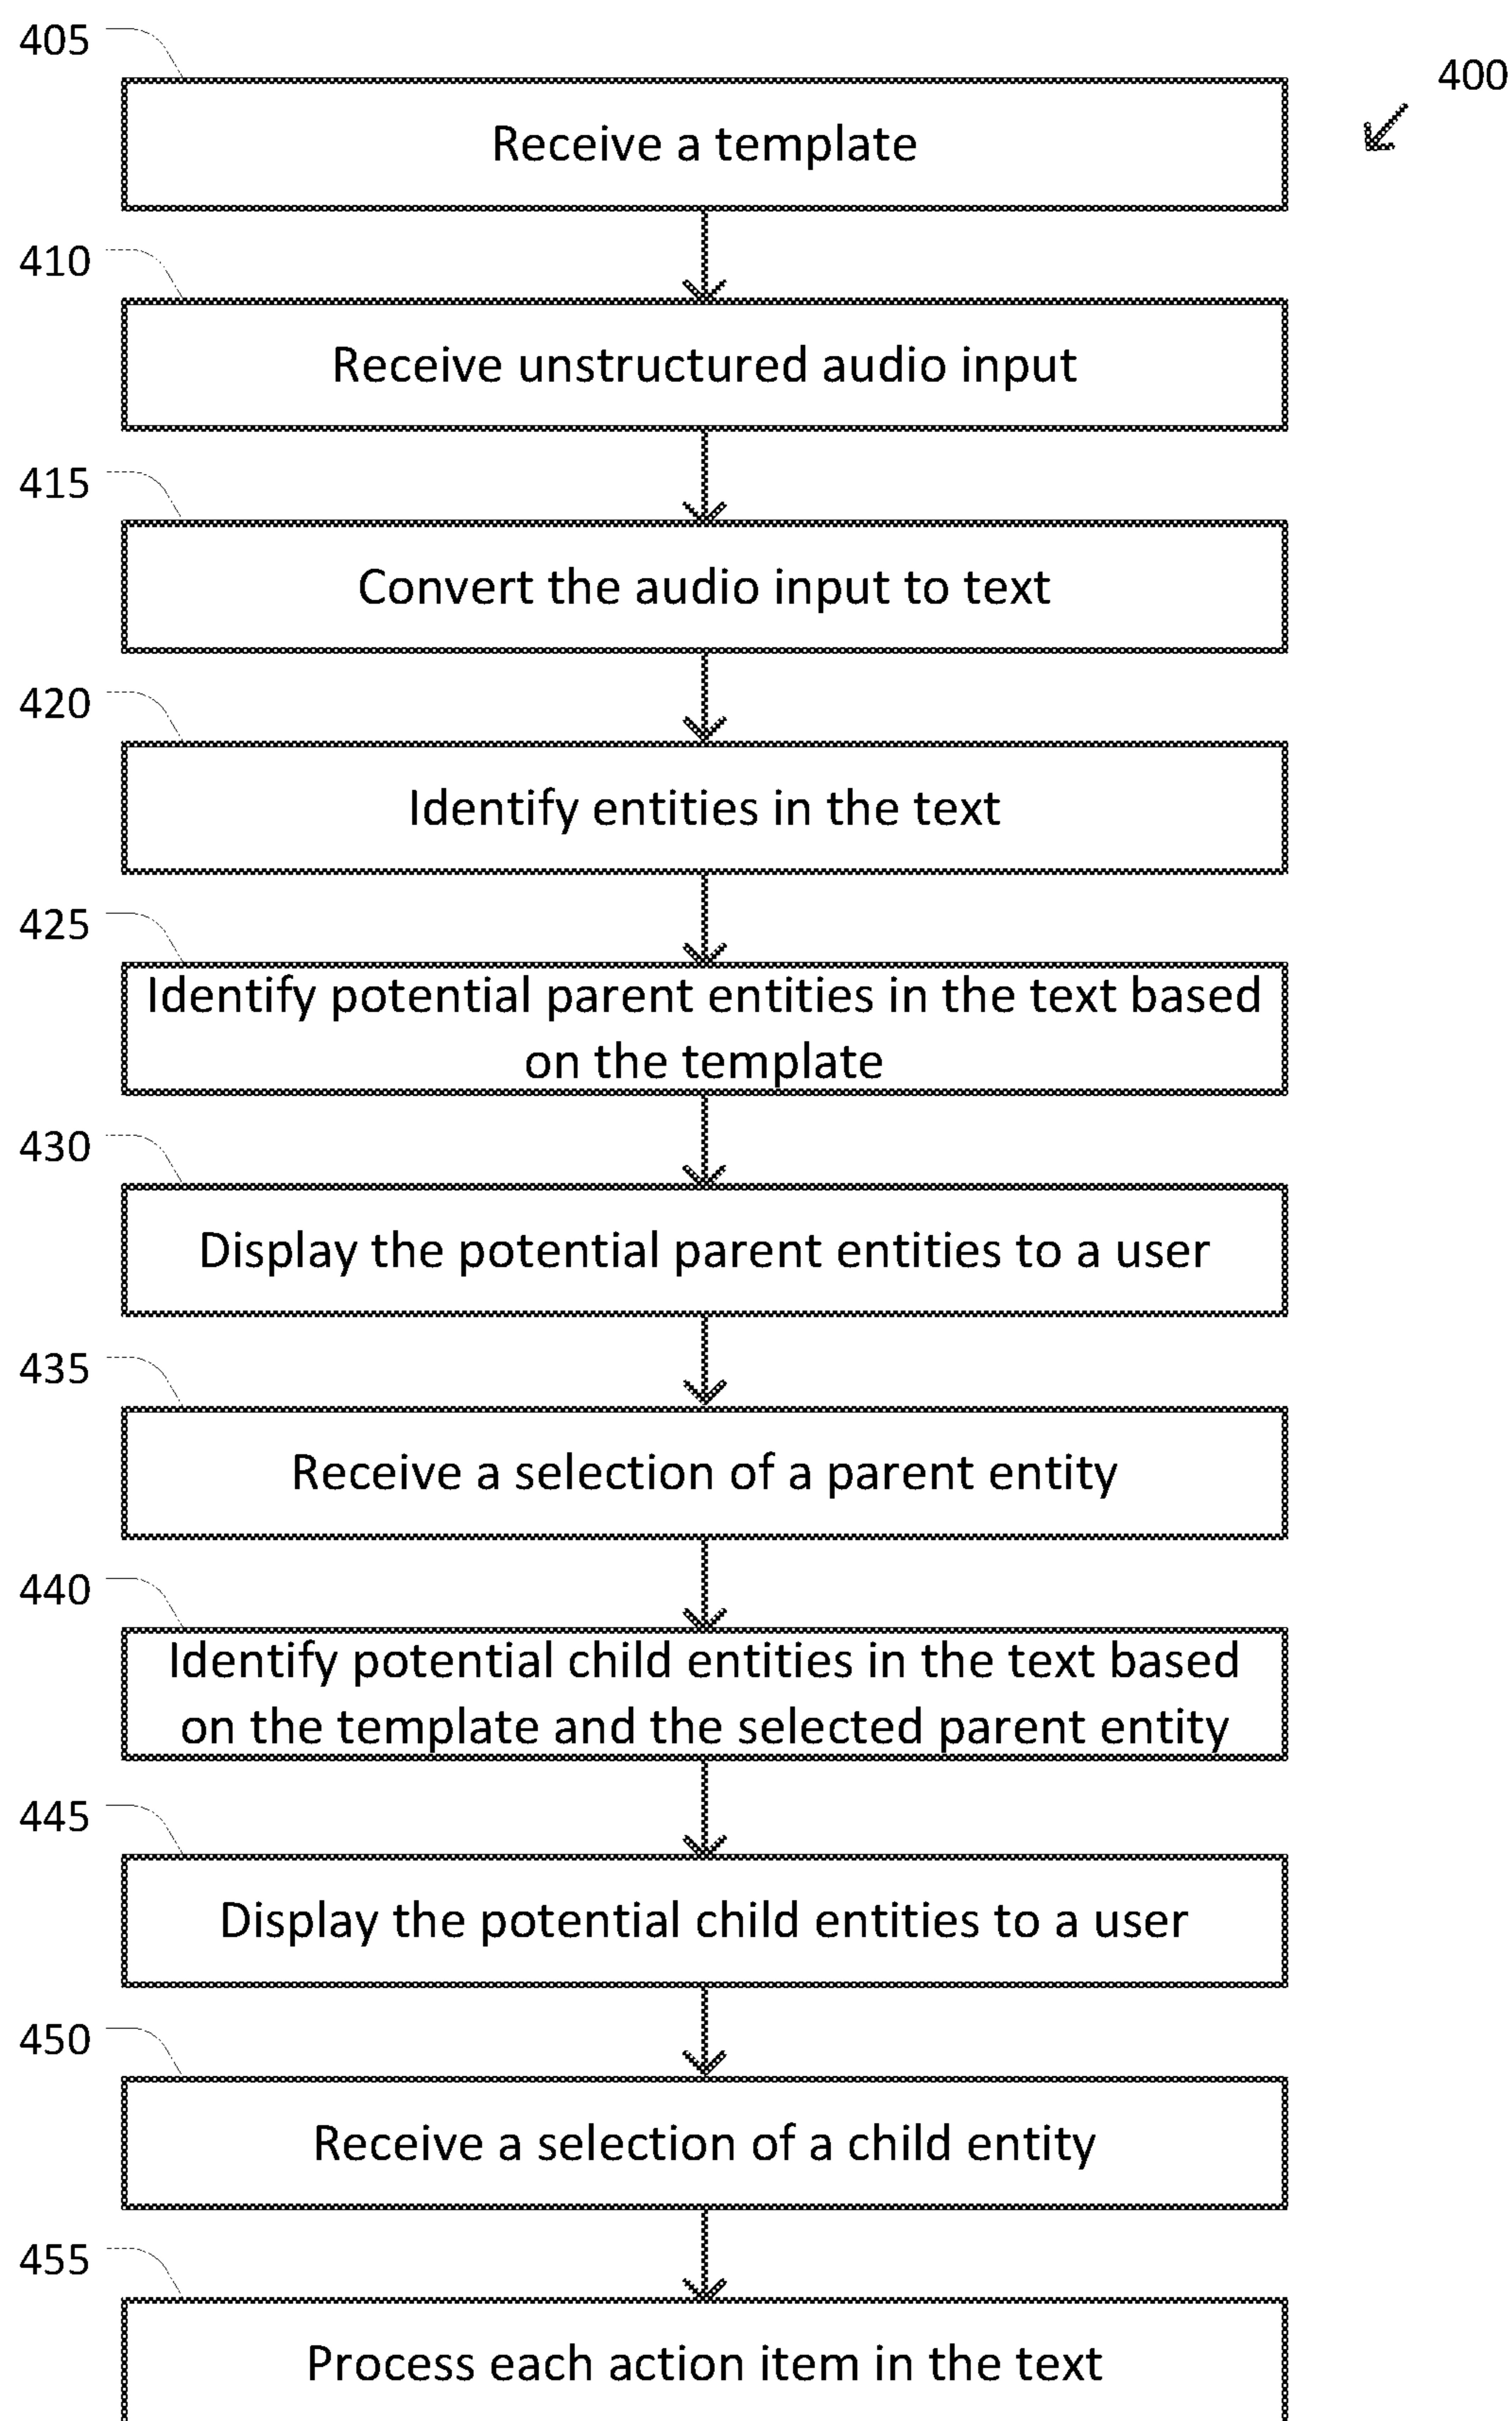 405
400
Receive a template
410
Receive unstructured audio input
415
Convert the audio input to text
420
Identify entities in the text
425
Identify potential parent entities in the text based
on the template
430
Display the potential parent entities to a user
435
Receive a selection of a parent entity
440
Identify potential child entities in the text based
on the template and the selected parent entity
445
Display the potential child entities to a user
450
Receive a selection of a child entity
455
Process each action item in the text